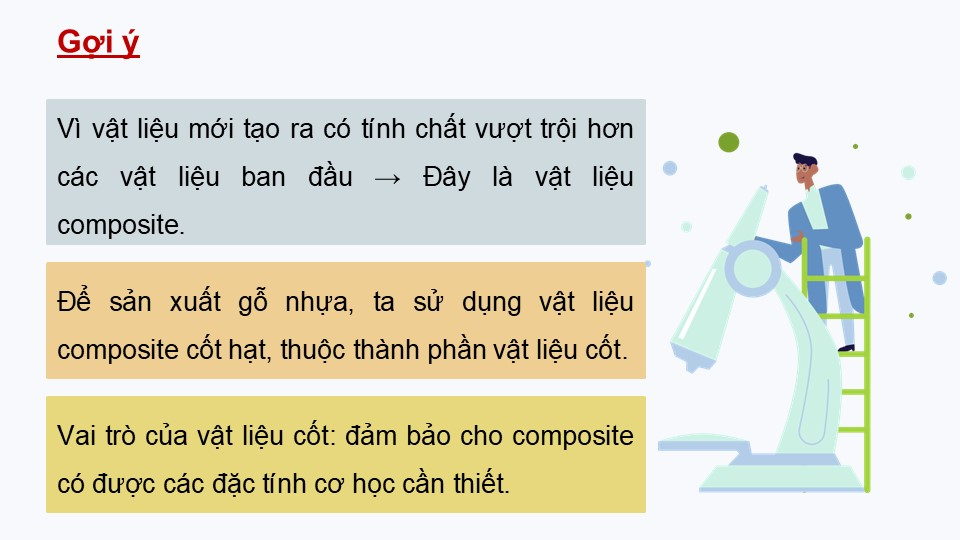 Gợi ý
Vì vật liệu mới tạo ra có tính chất vượt trội hơn
các vật liệu ban đầu → Đây là vật liệu
composite.
Để sản xuất gỗ nhựa, ta sử dụng vật liệu
composite cốt hạt, thuộc thành phần vật liệu cốt.
Vai trò của vật liệu cốt: đảm bảo cho composite
có được các đặc tính cơ học cần thiết.